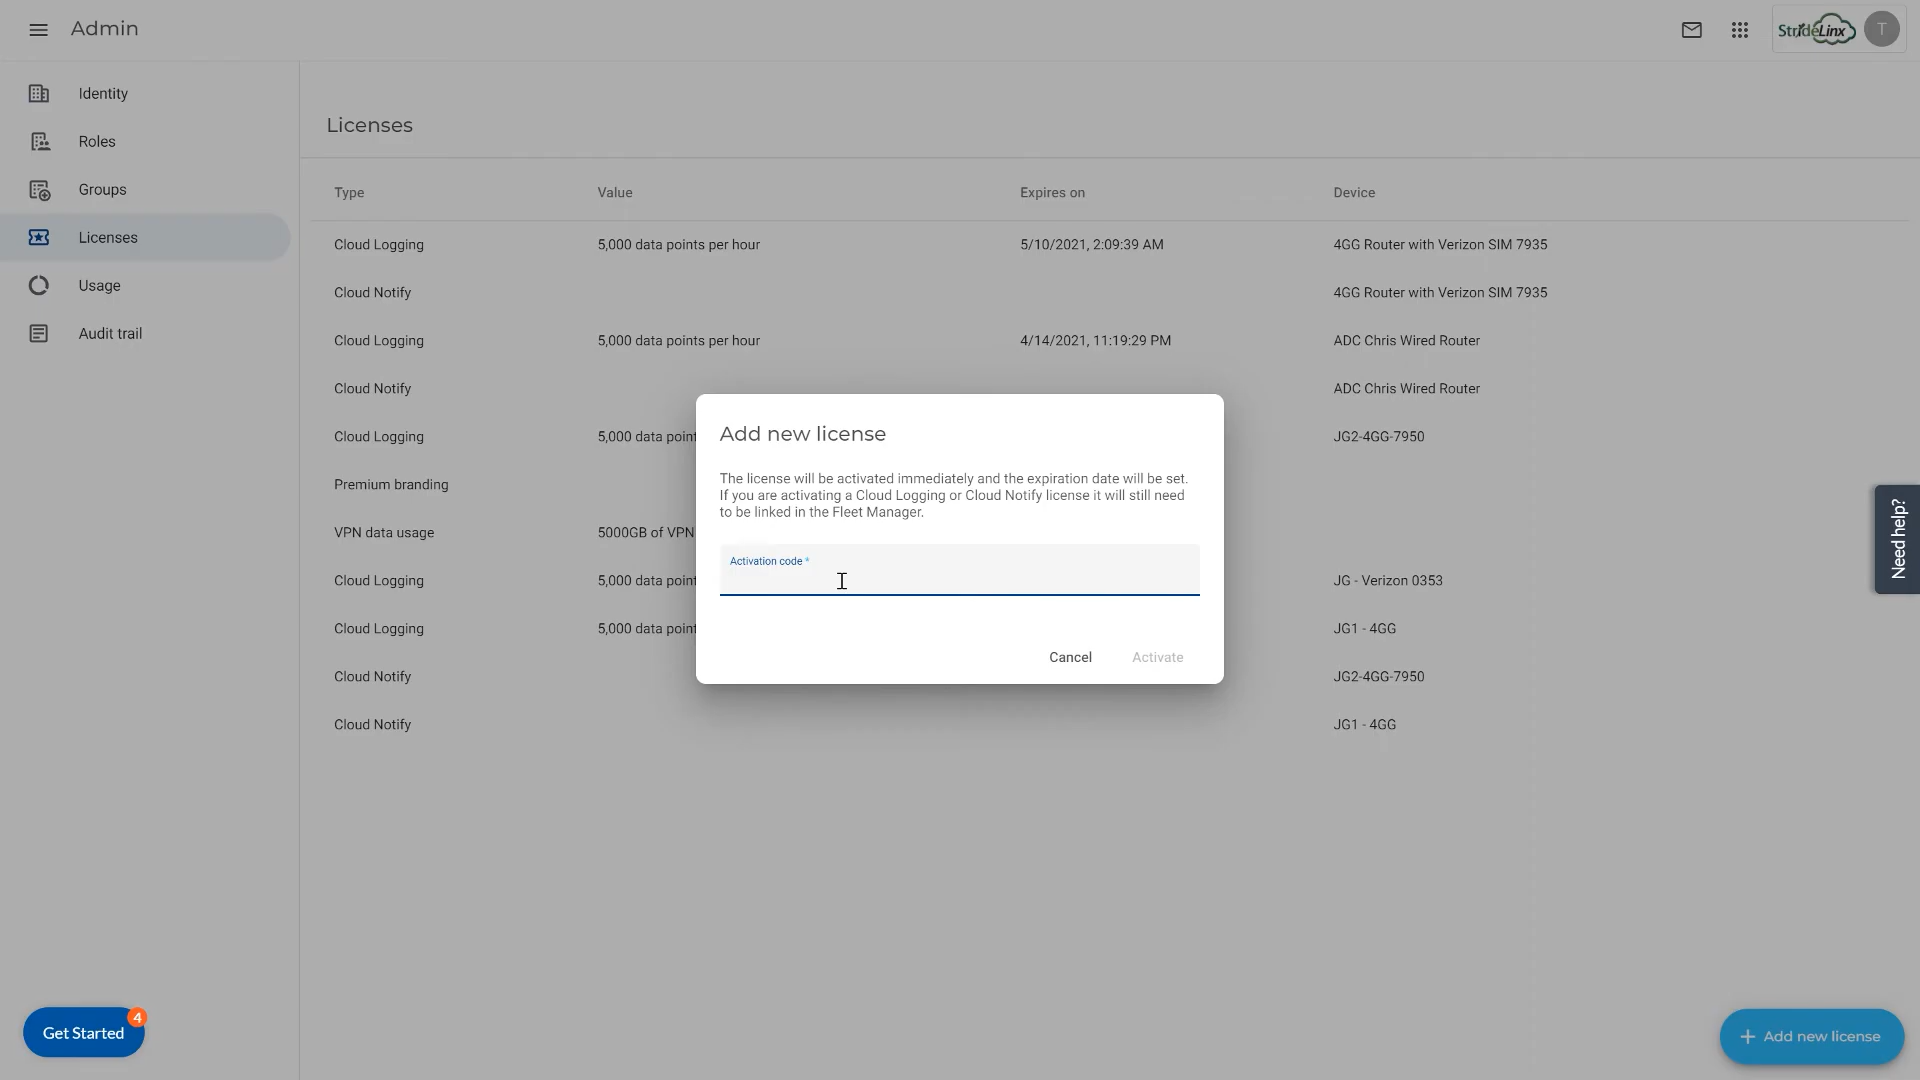 Admin
StrideLinx
T
Identity
Roles
Groups
Licenses
Usage
Audit trail
Licenses
Type Value Expires on Device
Cloud Logging 5,000 data points per hour 5/10/2021, 2:09:39 AM 4GG Router with Verizon SIM 7935
Cloud Notify 4GG Router with Verizon SIM 7935
Cloud Logging 5,000 data points per hour 4/14/2021, 11:19:29 PM ADC Chris Wired Router
Cloud Notify ADC Chris Wired Router
Cloud Logging 5,000 data point JG2-4GG-7950
Premium branding
VPN data usage 5000GB of VPN
Cloud Logging 5,000 data point JG - Verizon 0353
Cloud Logging 5,000 data point JG1 - 4GG
Cloud Notify JG2-4GG-7950
Cloud Notify JG1 - 4GG
Add new license
The license will be activated immediately and the expiration date will be set.
If you are activating a Cloud Logging or Cloud Notify license it will still need
to be linked in the Fleet Manager.
Activation code *
Cancel Activate
Need help?
Get Started 4
+ Add new license